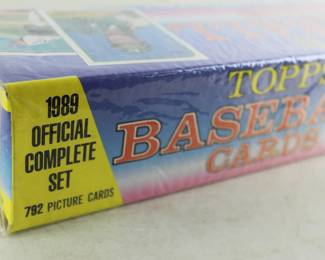 1989
OFFICIAL
COMPLETE
SET
792 PICTURE CARDS
TOPPS
BASEBA
CARDS